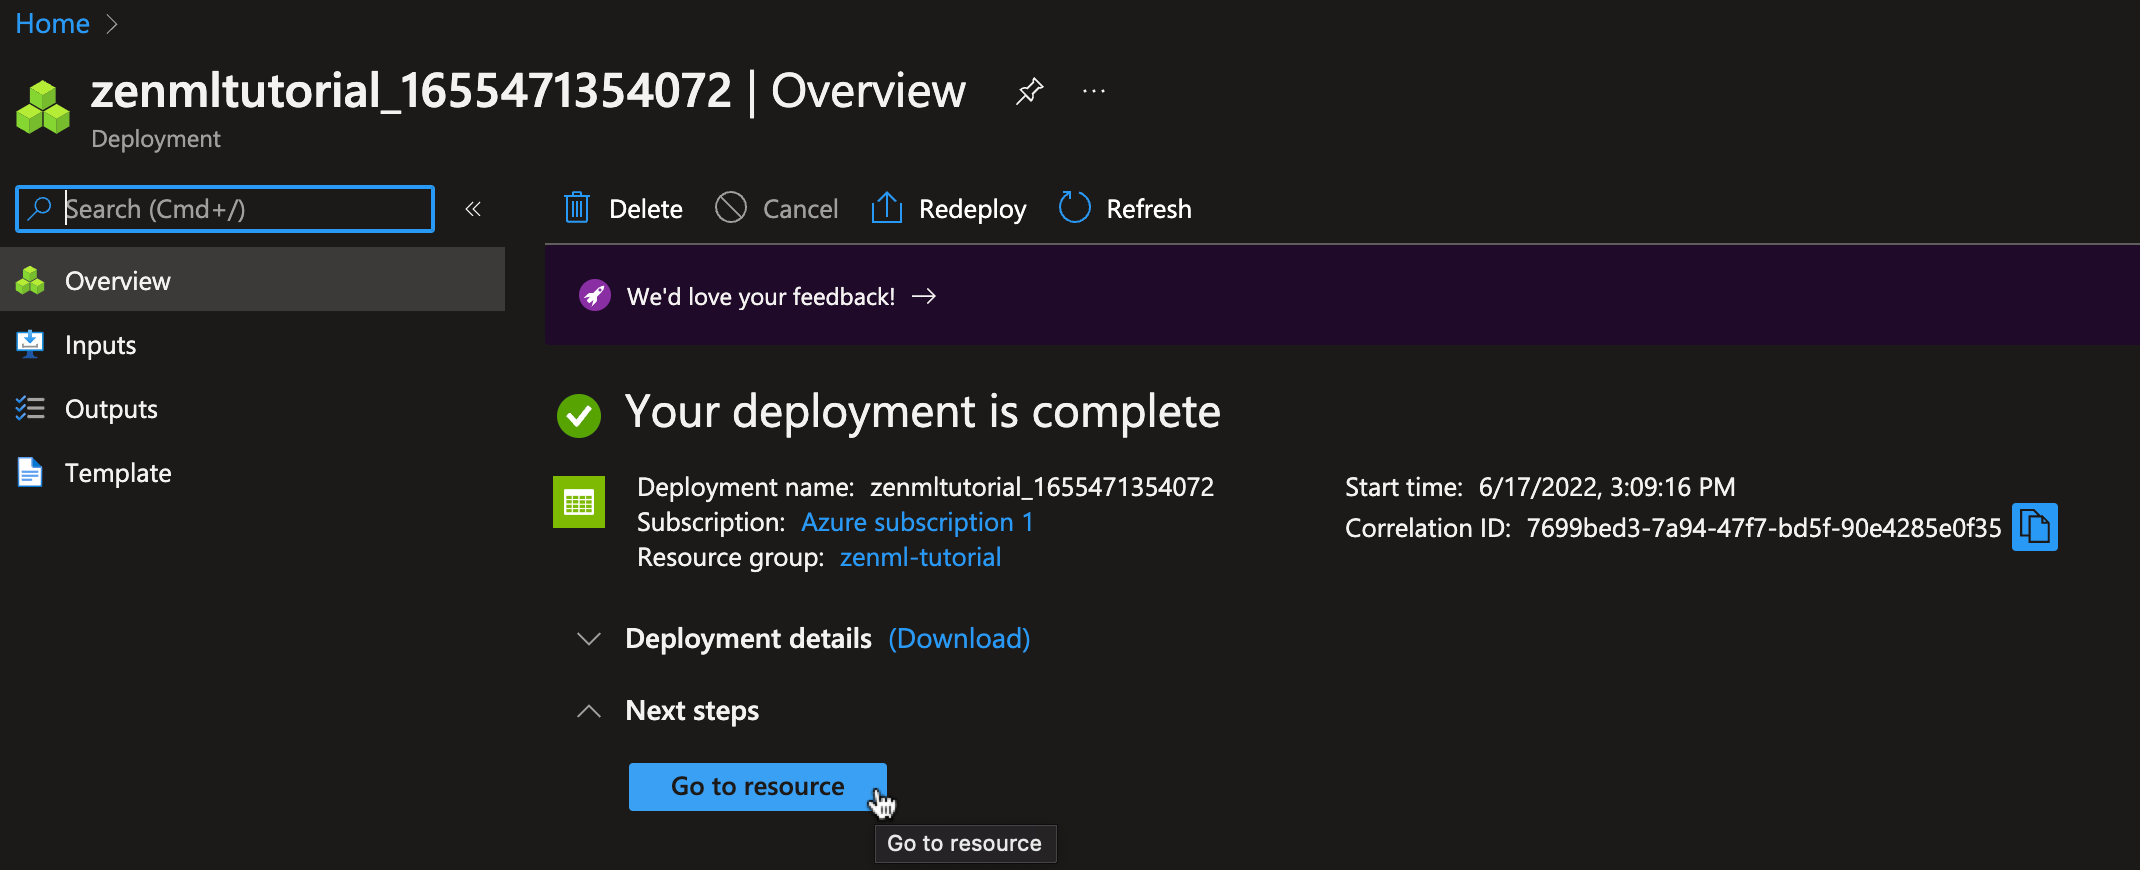 Home
zenmltutorial_1655471354072 | Overview
Deployment
Search (Cmd+/)
Delete Cancel Redeploy Refresh
Overview
Inputs
Outputs
Template
We'd love your feedback! →
Your deployment is complete
Deployment name: zenmltutorial_1655471354072
Subscription: Azure subscription 1
Resource group: zenml-tutorial
Start time: 6/17/2022, 3:09:16 PM
Correlation ID: 7699bed3-7a94-47f7-bd5f-90e4285e0f35
Deployment details (Download)
Next steps
Go to resource
Go to resource